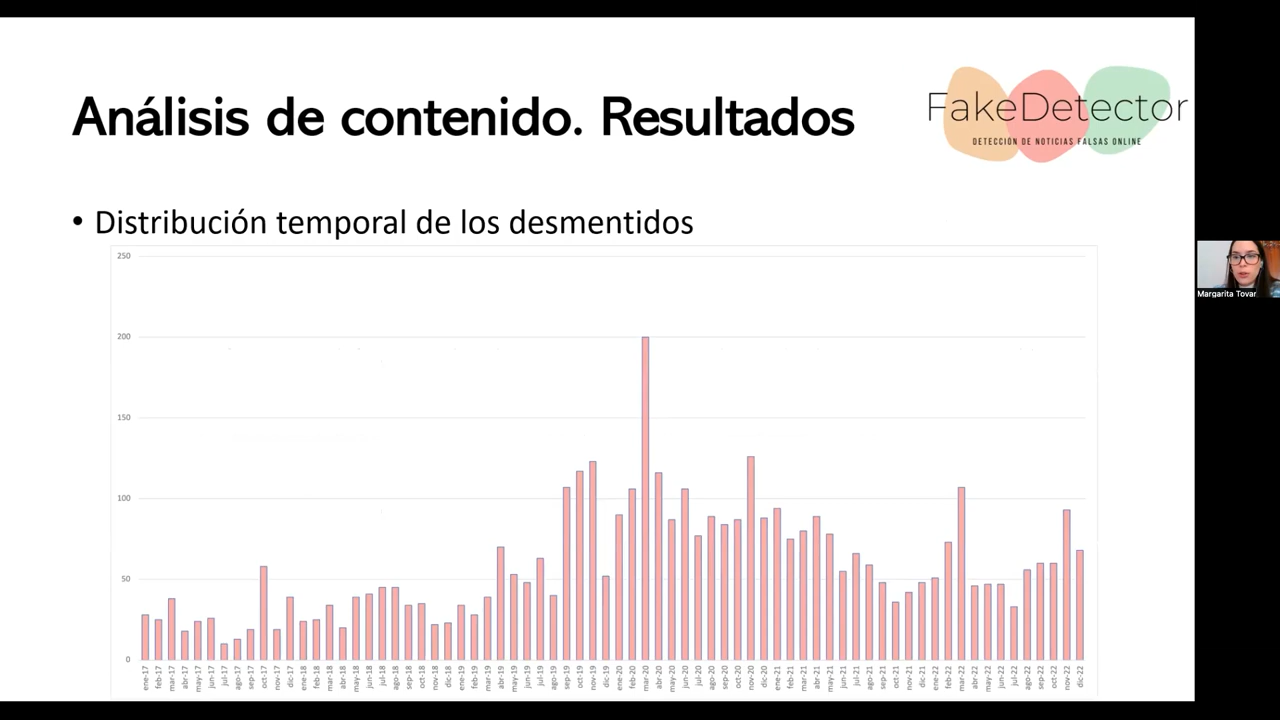 Análisis de contenido. Resultados
FakeDetector
DETECCIÓN DE NOTICIAS FALSAS ONLINE
• Distribución temporal de los desmentidos
250
200
150
100
50
0
ene-17 feb-17 mar-17 abr-17 may-17 jun-17 jul-17 ago-17 sep-17 oct-17 nov-17 dic-17 ene-18 feb-18 mar-18 abr-18 may-18 jun-18 jul-18 ago-18 sep-18 oct-18 nov-18 dic-18 ene-19 feb-19 mar-19 abr-19 may-19 jun-19 jul-19 ago-19 sep-19 oct-19 nov-19 dic-19 ene-20 feb-20 mar-20 abr-20 may-20 jun-20 jul-20 ago-20 sep-20 oct-20 nov-20 dic-20 ene-21 feb-21 mar-21 abr-21 may-21 jun-21 jul-21 ago-21 sep-21 oct-21 nov-21 dic-21 ene-22 feb-22 mar-22 abr-22 may-22 jun-22 jul-22 ago-22 sep-22 oct-22 nov-22 dic-22
Margarita Tovar